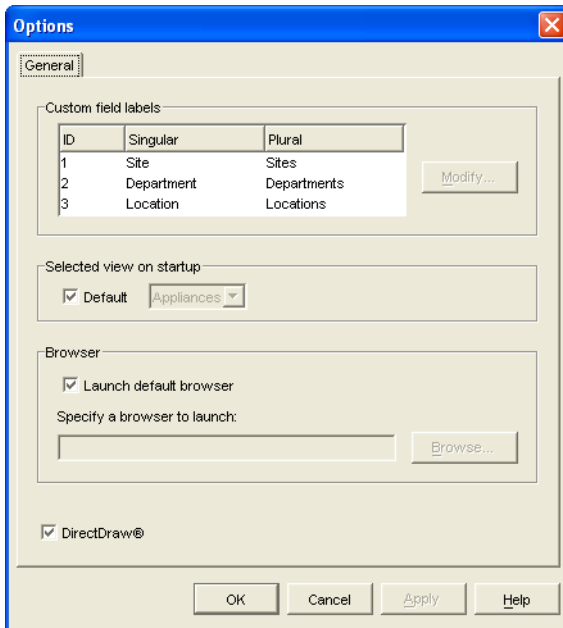 Options
General
Custom field labels
ID Singular Plural
1 Site Sites
2 Department Departments
3 Location Locations
Modify...
Selected view on startup
Default Appliances
Browser
Launch default browser
Specify a browser to launch:
Browse...
DirectDraw®
OK Cancel Apply Help